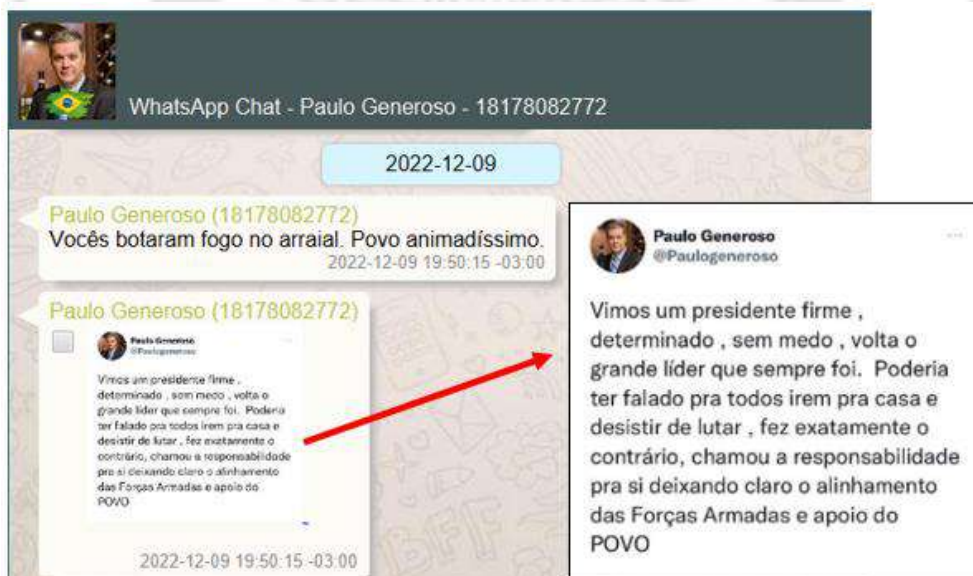 WhatsApp Chat - Paulo Generoso - 18178082772
2022-12-09
Paulo Generoso (18178082772)
Vocês botaram fogo no arraial. Povo animadíssimo.
2022-12-09 19:50:15 -03:00
Paulo Generoso (18178082772)
Paulo Generoso
@Paulogeneroso
Vimos um presidente firme ,
determinado , sem medo , volta o
grande líder que sempre foi. Poderia
ter falado pra todos irem pra casa e
desistir de lutar , fez exatamente o
contrário, chamou a responsabilidade
pra si deixando claro o alinhamento
das Forças Armadas e apoio do
POVO
2022-12-09 19:50:15 -03:00
Paulo Generoso
@Paulogeneroso
Vimos um presidente firme ,
determinado , sem medo , volta o
grande líder que sempre foi. Poderia
ter falado pra todos irem pra casa e
desistir de lutar , fez exatamente o
contrário, chamou a responsabilidade
pra si deixando claro o alinhamento
das Forças Armadas e apoio do
POVO